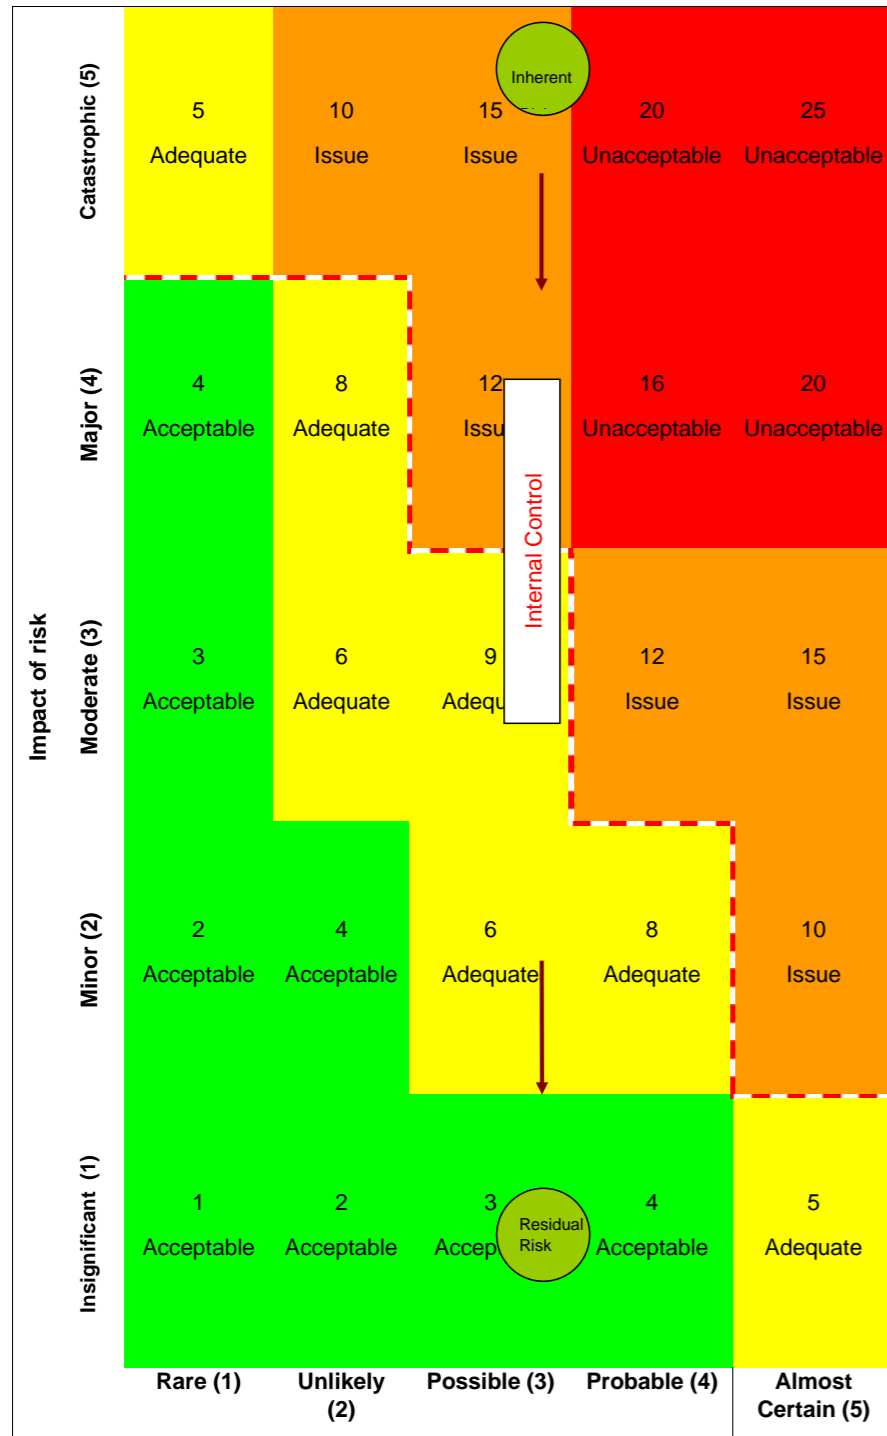 Impact of risk
Catastrophic (5)
5
Adequate
10
Issue
15
Issue
Inherent
20
Unacceptable
25
Unacceptable
Major (4)
4
Acceptable
8
Adequate
12
Issu
16
Unacceptable
20
Unacceptable
Internal Control
Moderate (3)
3
Acceptable
6
Adequate
9
Adequ
12
Issue
15
Issue
Minor (2)
2
Acceptable
4
Acceptable
6
Adequate
8
Adequate
10
Issue
Insignificant (1)
1
Acceptable
2
Acceptable
3
Accep
Residual
Risk
4
Acceptable
5
Adequate
Rare (1)
Unlikely
(2)
Possible (3)
Probable (4)
Almost
Certain (5)